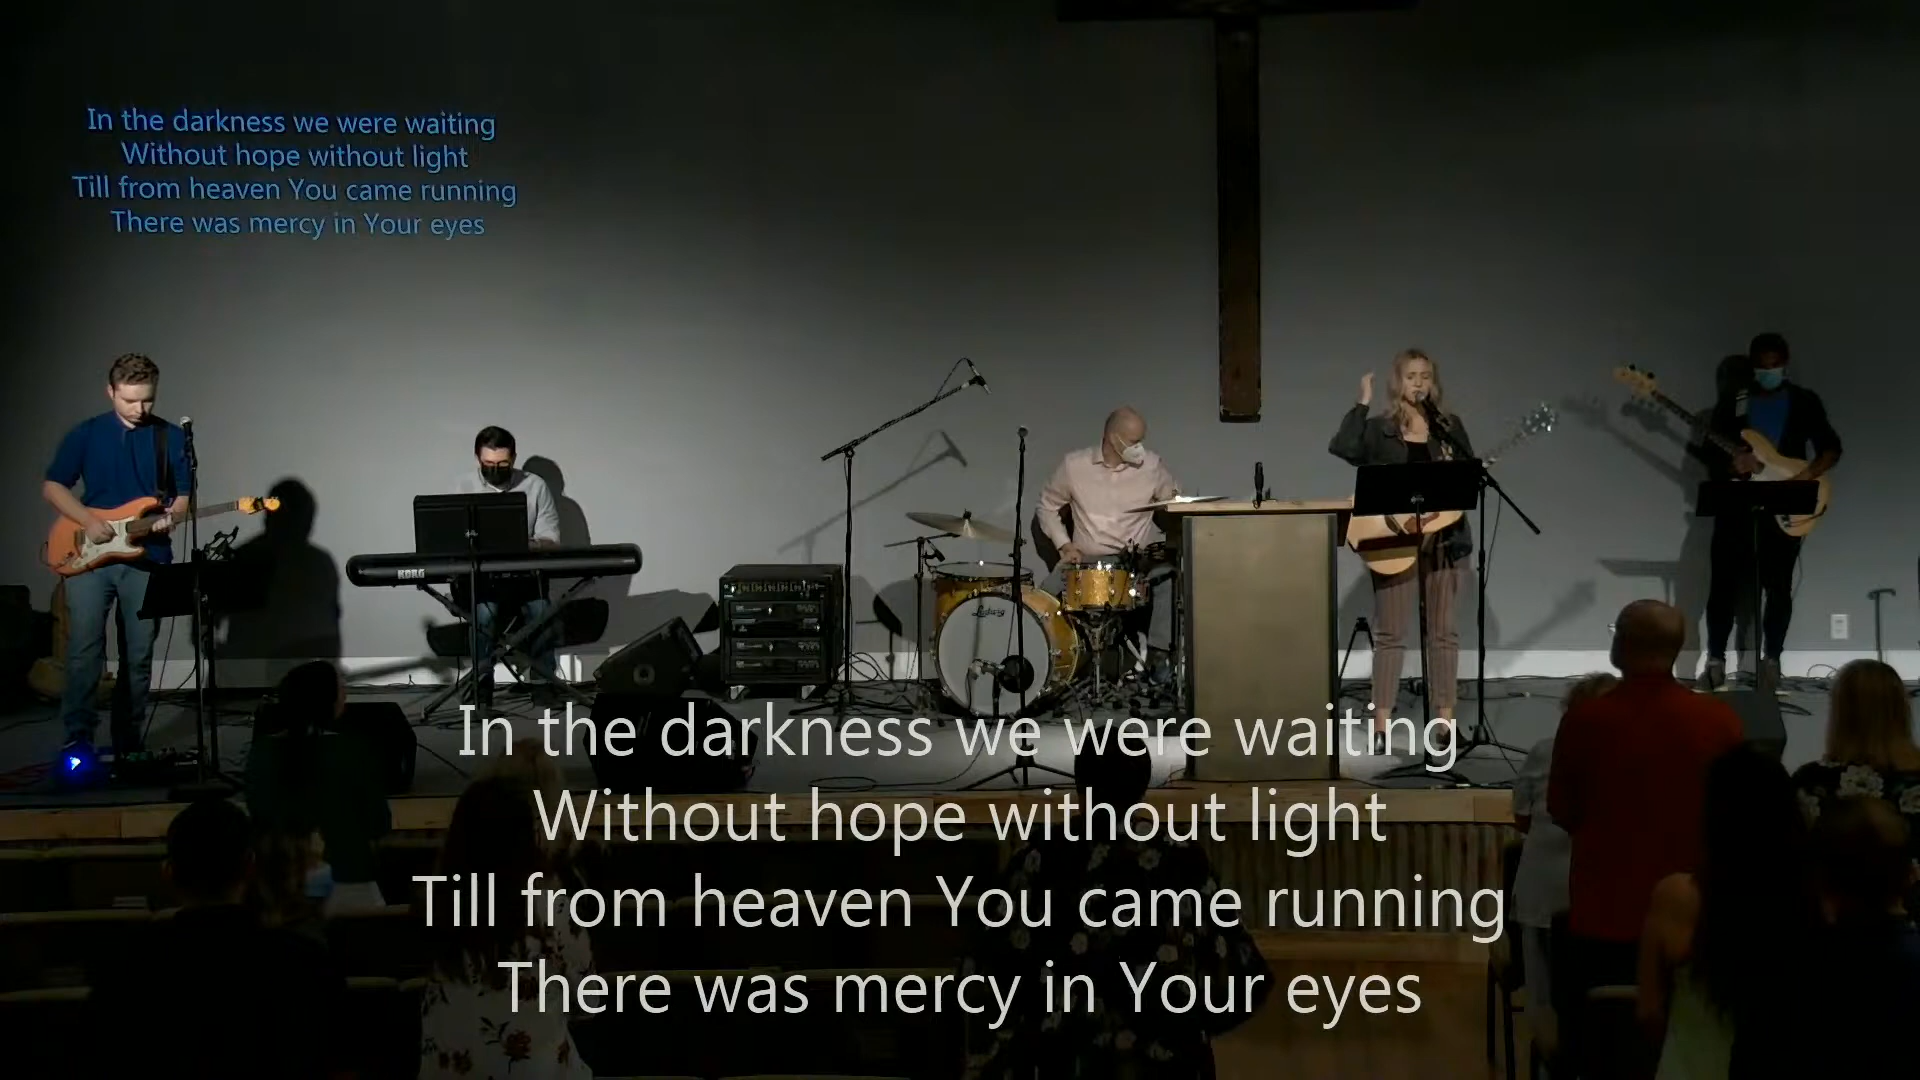 In the darkness we were waiting
Without hope without light
Till from heaven You came running
There was mercy in Your eyes
KORG
Ludwig
In the darkness we were waiting
Without hope without light
Till from heaven You came running
There was mercy in Your eyes